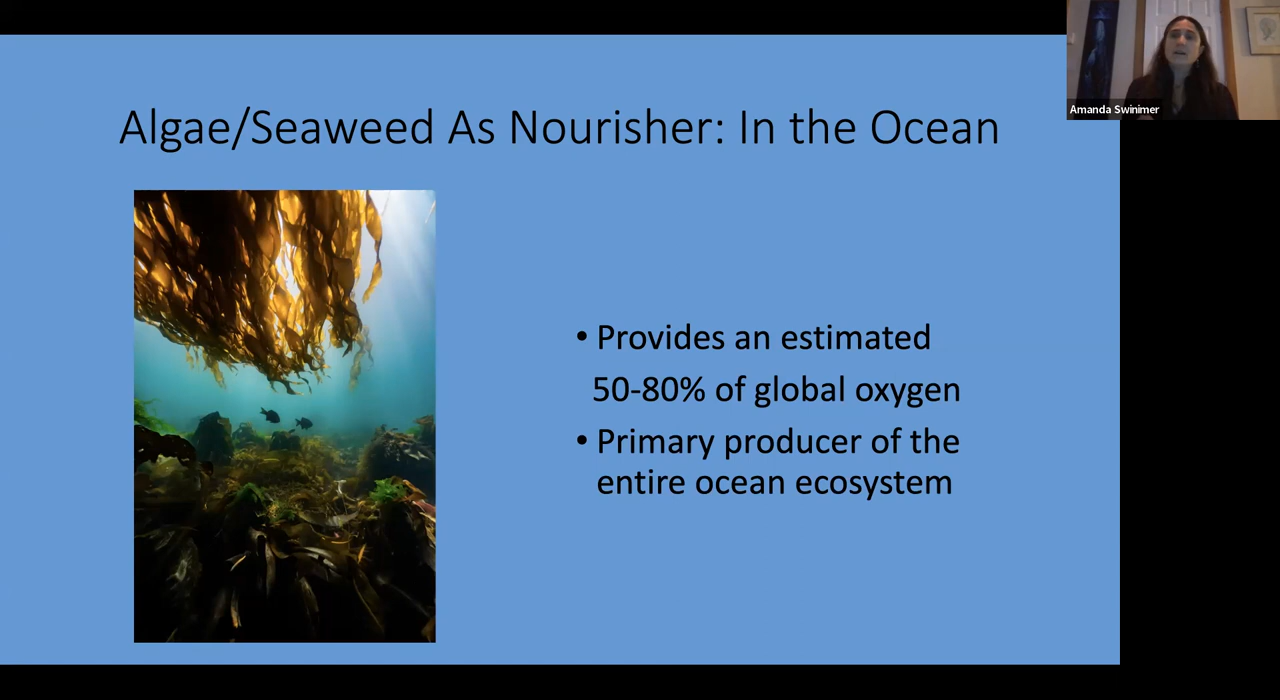 Amanda Swinimer
Algae/Seaweed As Nourisher: In the Ocean
• Provides an estimated
50-80% of global oxygen
• Primary producer of the
entire ocean ecosystem